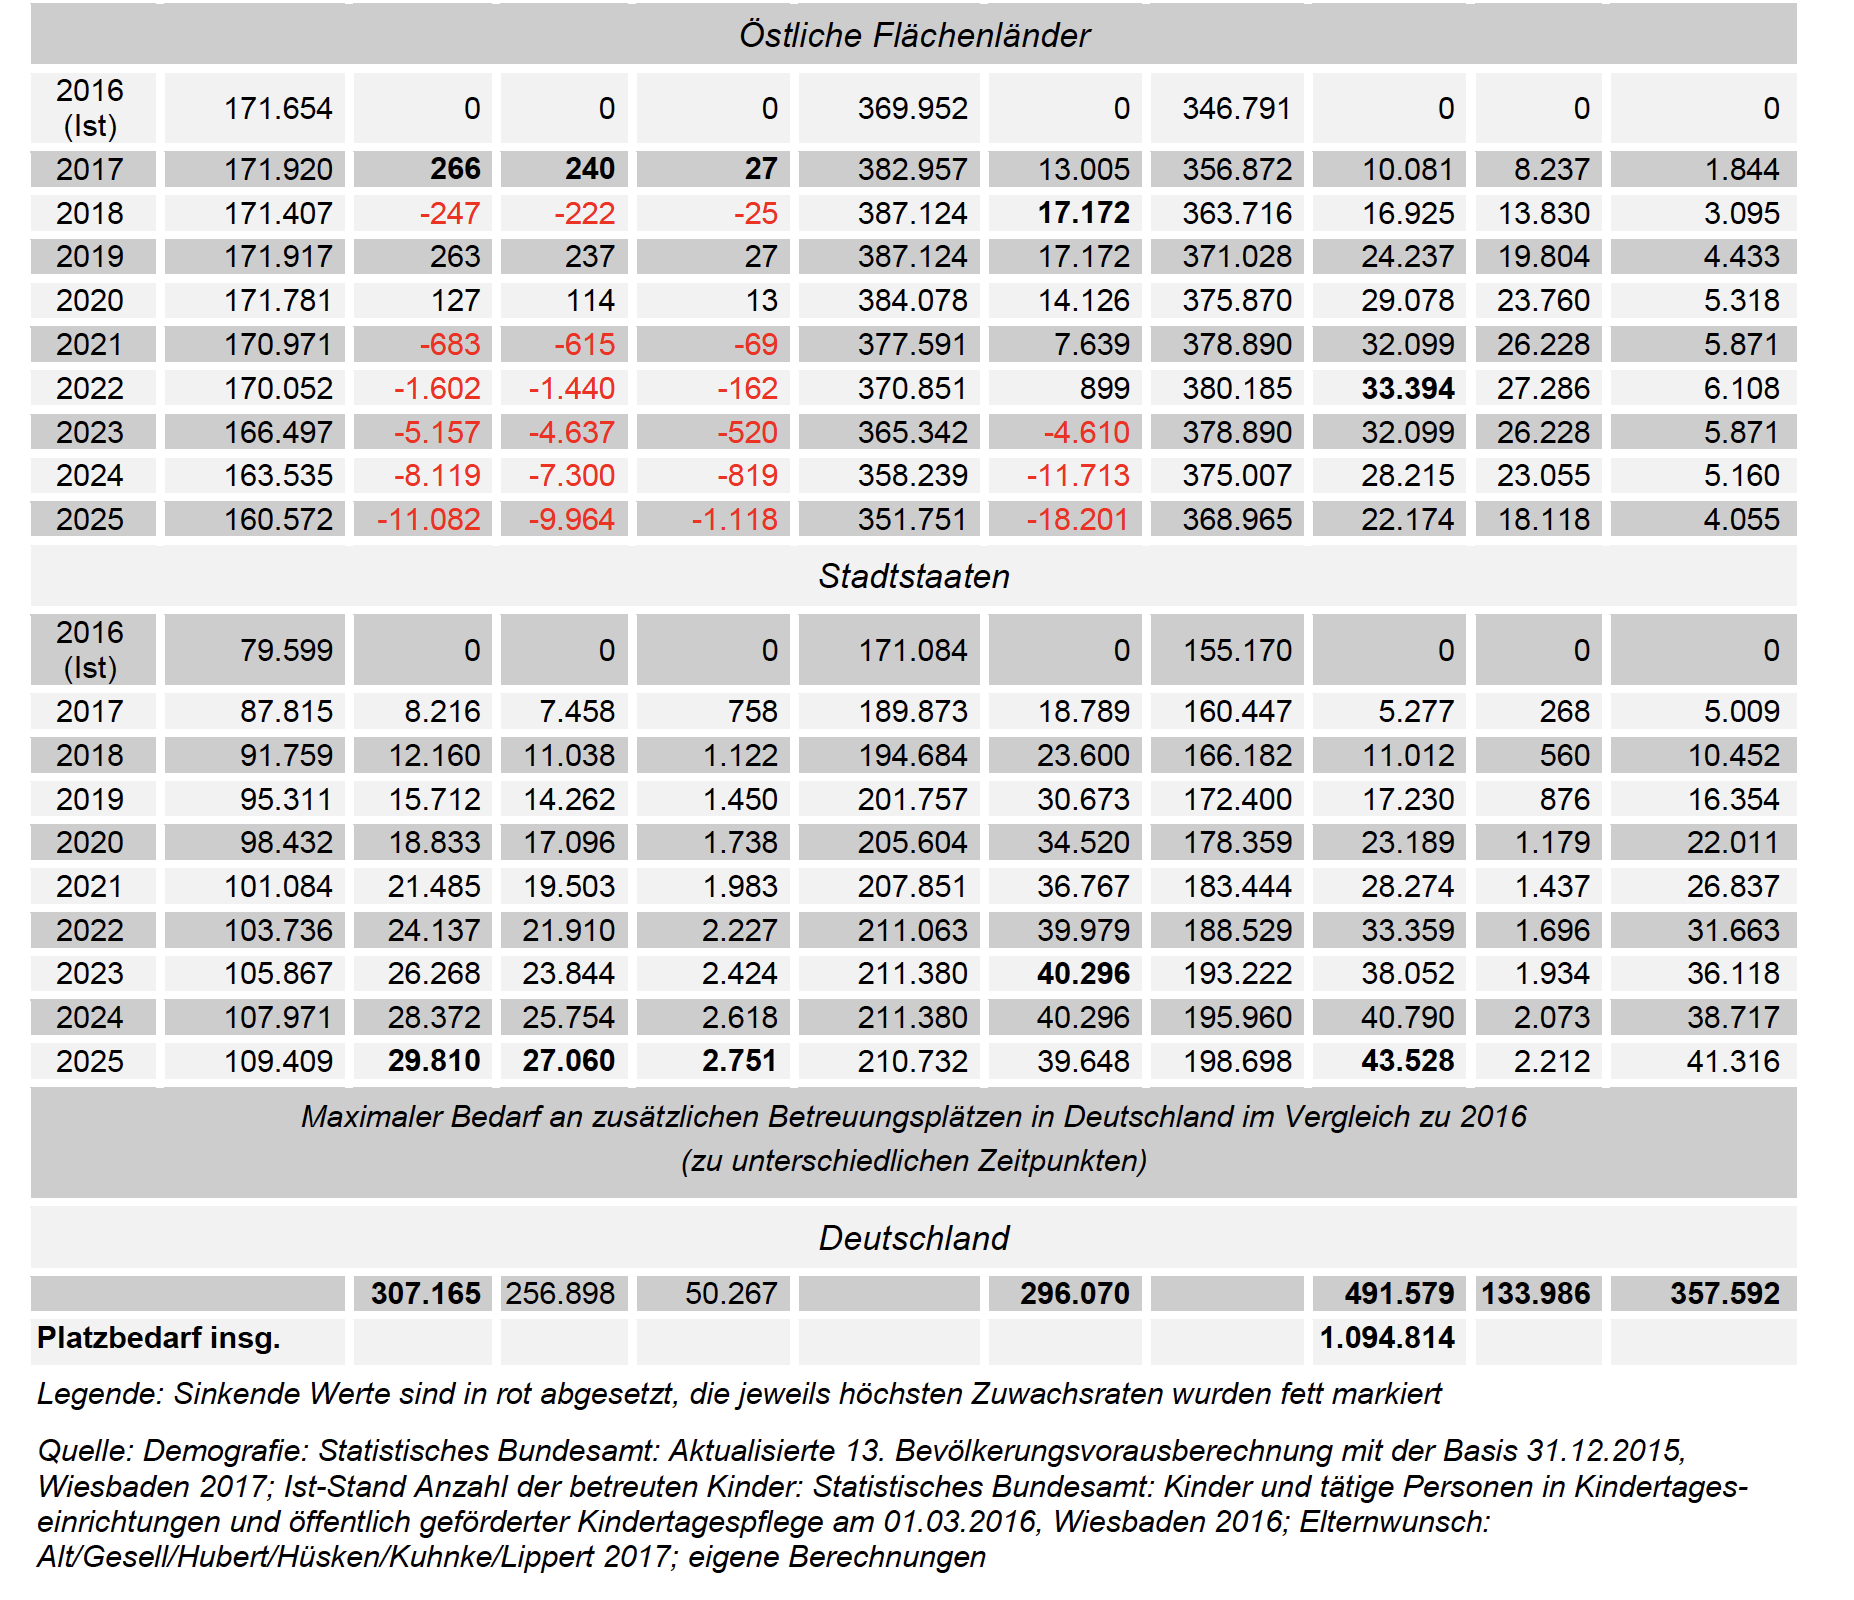 Östliche Flächenländer
2016
(Ist) 171.654 0 0 0 369.952 0 346.791 0 0 0
2017 171.920 266 240 27 382.957 13.005 356.872 10.081 8.237 1.844
2018 171.407 -247 -222 -25 387.124 17.172 363.716 16.925 13.830 3.095
2019 171.917 263 237 27 387.124 17.172 371.028 24.237 19.804 4.433
2020 171.781 127 114 13 384.078 14.126 375.870 29.078 23.760 5.318
2021 170.971 -683 -615 -69 377.591 7.639 378.890 32.099 26.228 5.871
2022 170.052 -1.602 -1.440 -162 370.851 899 380.185 33.394 27.286 6.108
2023 166.497 -5.157 -4.637 -520 365.342 -4.610 378.890 32.099 26.228 5.871
2024 163.535 -8.119 -7.300 -819 358.239 -11.713 375.007 28.215 23.055 5.160
2025 160.572 -11.082 -9.964 -1.118 351.751 -18.201 368.965 22.174 18.118 4.055
Stadtstaaten
2016
(Ist) 79.599 0 0 0 171.084 0 155.170 0 0 0
2017 87.815 8.216 7.458 758 189.873 18.789 160.447 5.277 268 5.009
2018 91.759 12.160 11.038 1.122 194.684 23.600 166.182 11.012 560 10.452
2019 95.311 15.712 14.262 1.450 201.757 30.673 172.400 17.230 876 16.354
2020 98.432 18.833 17.096 1.738 205.604 34.520 178.359 23.189 1.179 22.011
2021 101.084 21.485 19.503 1.983 207.851 36.767 183.444 28.274 1.437 26.837
2022 103.736 24.137 21.910 2.227 211.063 39.979 188.529 33.359 1.696 31.663
2023 105.867 26.268 23.844 2.424 211.380 40.296 193.222 38.052 1.934 36.118
2024 107.971 28.372 25.754 2.618 211.380 40.296 195.960 40.790 2.073 38.717
2025 109.409 29.810 27.060 2.751 210.732 39.648 198.698 43.528 2.212 41.316
Maximaler Bedarf an zusätzlichen Betreuungsplätzen in Deutschland im Vergleich zu 2016
(zu unterschiedlichen Zeitpunkten)
Deutschland
307.165 256.898 50.267 296.070 491.579 133.986 357.592
Platzbedarf insg. 1.094.814
Legende: Sinkende Werte sind in rot abgesetzt, die jeweils höchsten Zuwachsraten wurden fett markiert
Quelle: Demografie: Statistisches Bundesamt: Aktualisierte 13. Bevölkerungsvorausberechnung mit der Basis 31.12.2015,
Wiesbaden 2017; Ist-Stand Anzahl der betreuten Kinder: Statistisches Bundesamt: Kinder und tätige Personen in Kindertages-
einrichtungen und öffentlich geförderter Kindertagespflege am 01.03.2016, Wiesbaden 2016; Elternwunsch:
Alt/Gesell/Hubert/Hüsken/Kuhnke/Lippert 2017; eigene Berechnungen